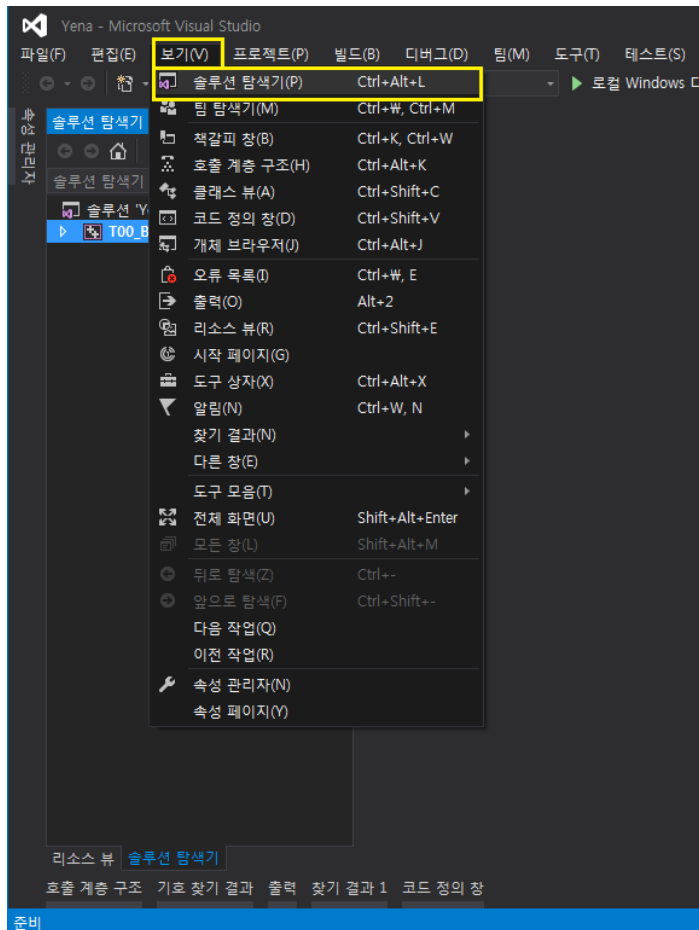 Yena - Microsoft Visual Studio
파일(F) 편집(E) 보기(V) 프로젝트(P) 빌드(B) 디버그(D) 팀(M) 도구(T) 테스트(S)
로컬 Windows 디
속성 관리자
솔루션 탐색기
솔루션 탐색기
솔루션 'Y
T00_B
솔루션 탐색기(P) Ctrl+Alt+L
팀 탐색기(M) Ctrl+₩, Ctrl+M
책갈피 창(B) Ctrl+K, Ctrl+W
호출 계층 구조(H) Ctrl+Alt+K
클래스 뷰(A) Ctrl+Shift+C
코드 정의 창(D) Ctrl+Shift+V
개체 브라우저(J) Ctrl+Alt+J
오류 목록(I) Ctrl+₩, E
출력(O) Alt+2
리소스 뷰(R) Ctrl+Shift+E
시작 페이지(G)
도구 상자(X) Ctrl+Alt+X
알림(N) Ctrl+W, N
찾기 결과(N)
다른 창(E)
도구 모음(T)
전체 화면(U) Shift+Alt+Enter
모든 창(L) Shift+Alt+M
뒤로 탐색(Z) Ctrl+-
앞으로 탐색(F) Ctrl+Shift+-
다음 작업(Q)
이전 작업(R)
속성 관리자(N)
속성 페이지(Y)
리소스 뷰 솔루션 탐색기
호출 계층 구조 기호 찾기 결과 출력 찾기 결과 1 코드 정의 창
준비